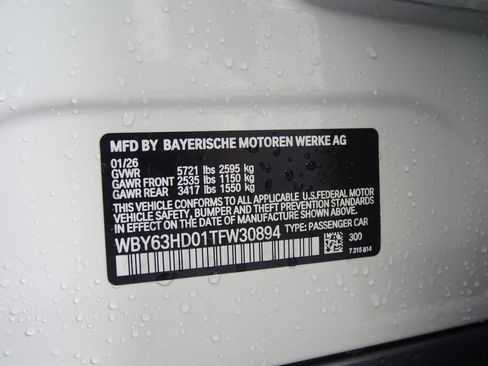 MFD BY BAYERISCHE MOTOREN WERKE AG
01/26
GVWR 5721 lbs 2595 kg
GAWR FRONT 2535 lbs 1150 kg
GAWR REAR 3417 lbs 1550 kg
THIS VEHICLE CONFORMS TO ALL APPLICABLE U.S.FEDERAL MOTOR
VEHICLE SAFETY, BUMPER AND THEFT PREVENTION STANDARDS
IN EFFECT ON THE DATE OF MANUFACTURE SHOWN ABOVE.
WBY63HD01TFW30894 TYPE: PASSENGER CAR
300
7 315 814